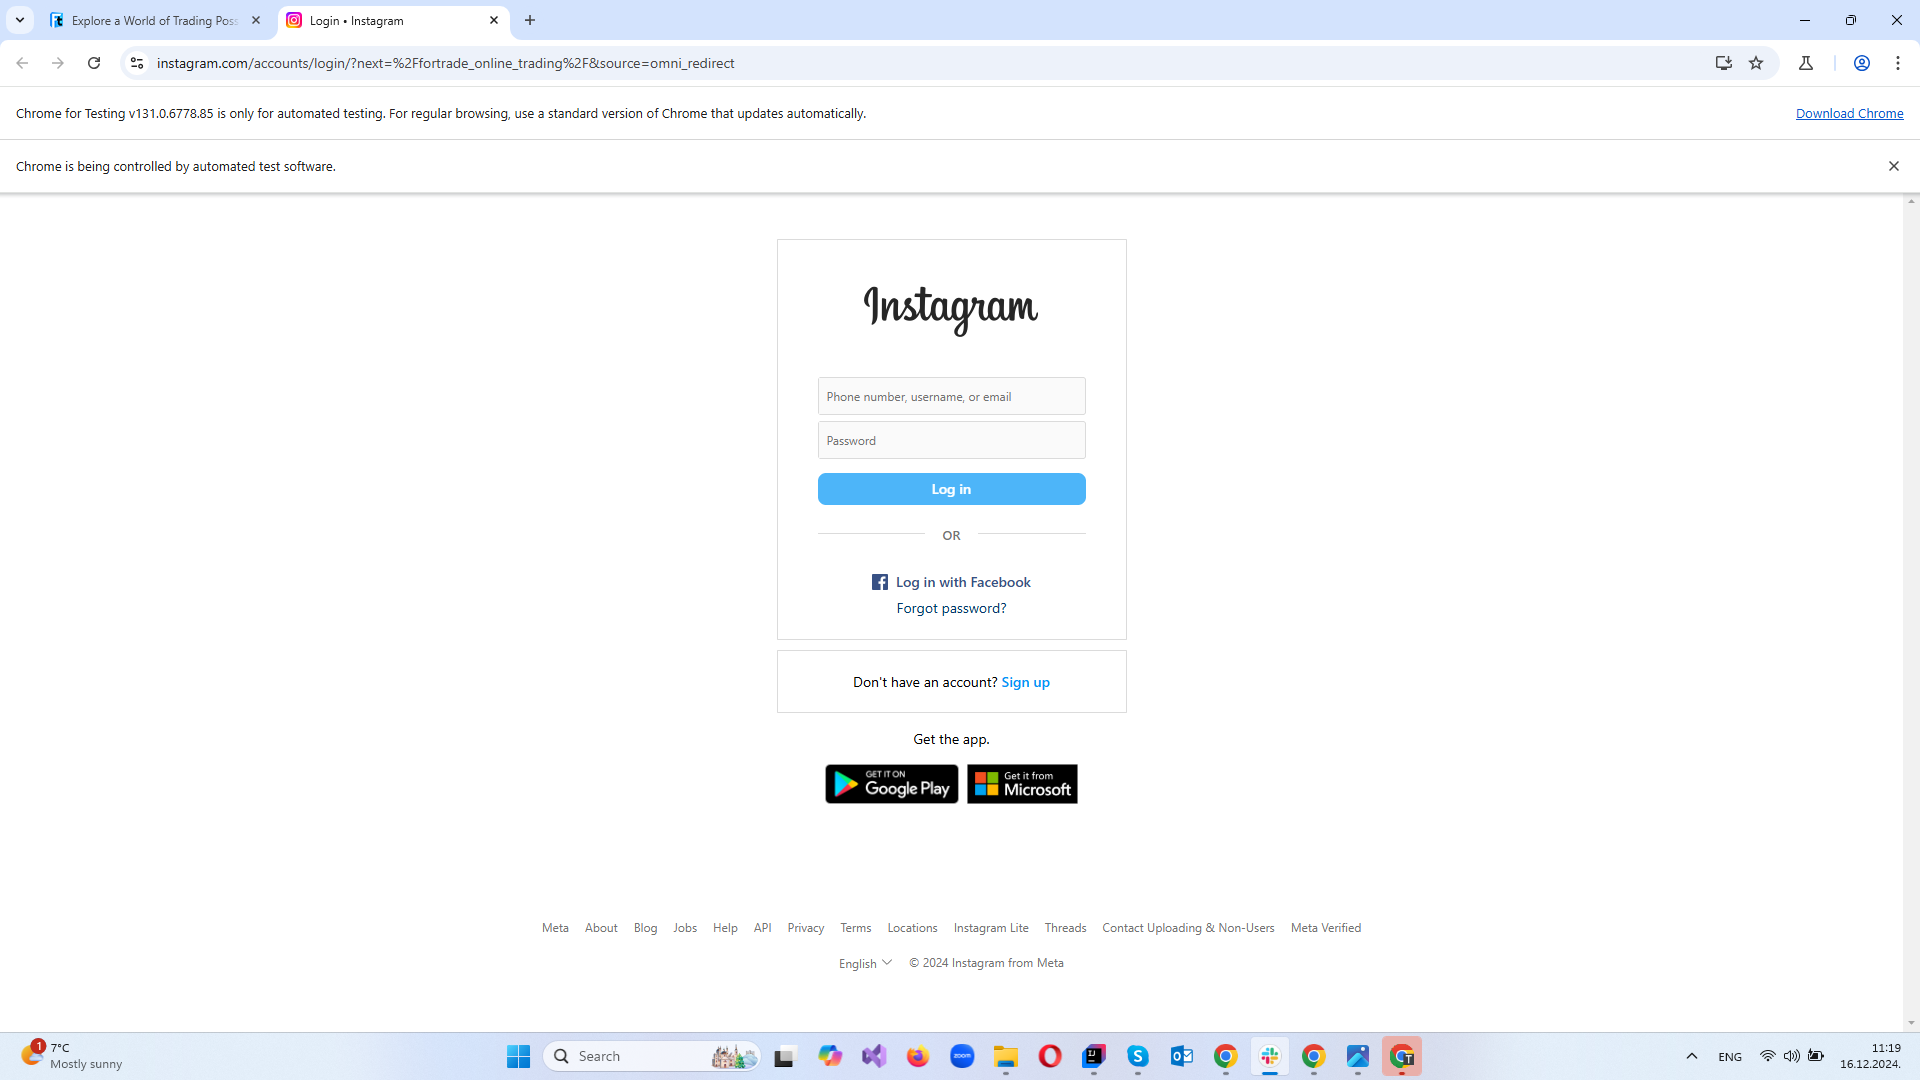 Explore a World of Trading Poss
Login • Instagram
instagram.com/accounts/login/?next=%2Ffortrade_online_trading%2F&source=omni_redirect
Chrome for Testing v131.0.6778.85 is only for automated testing. For regular browsing, use a standard version of Chrome that updates automatically.
Download Chrome
Chrome is being controlled by automated test software.
Instagram
Phone number, username, or email
Password
Log in
OR
Log in with Facebook
Forgot password?
Don't have an account? Sign up
Get the app.
GET IT ON
Google Play
Get it from
Microsoft
Meta About Blog Jobs Help API Privacy Terms Locations Instagram Lite Threads Contact Uploading & Non-Users Meta Verified
English © 2024 Instagram from Meta
1
7°C
Mostly sunny
Search
zoom
ENG
11:19
16.12.2024.